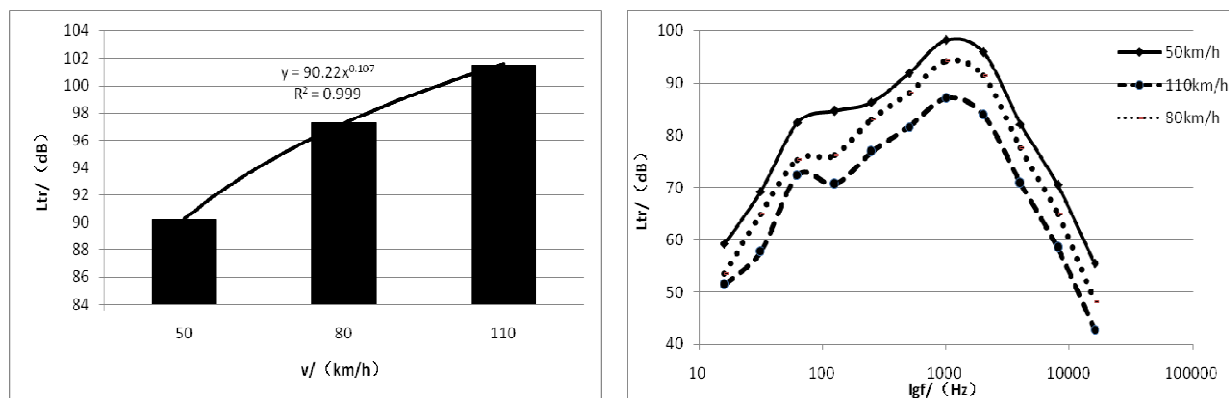 104
102
100
98
96
94
92
90
88
86
84
Ltr/（dB）
y = 90.22x^0.107
R² = 0.999
50 80 110
v/（km/h）
100
90
80
70
60
50
40
Ltr/（dB）
50km/h
110km/h
80km/h
10 100 1000 10000 100000
lgf/（Hz）